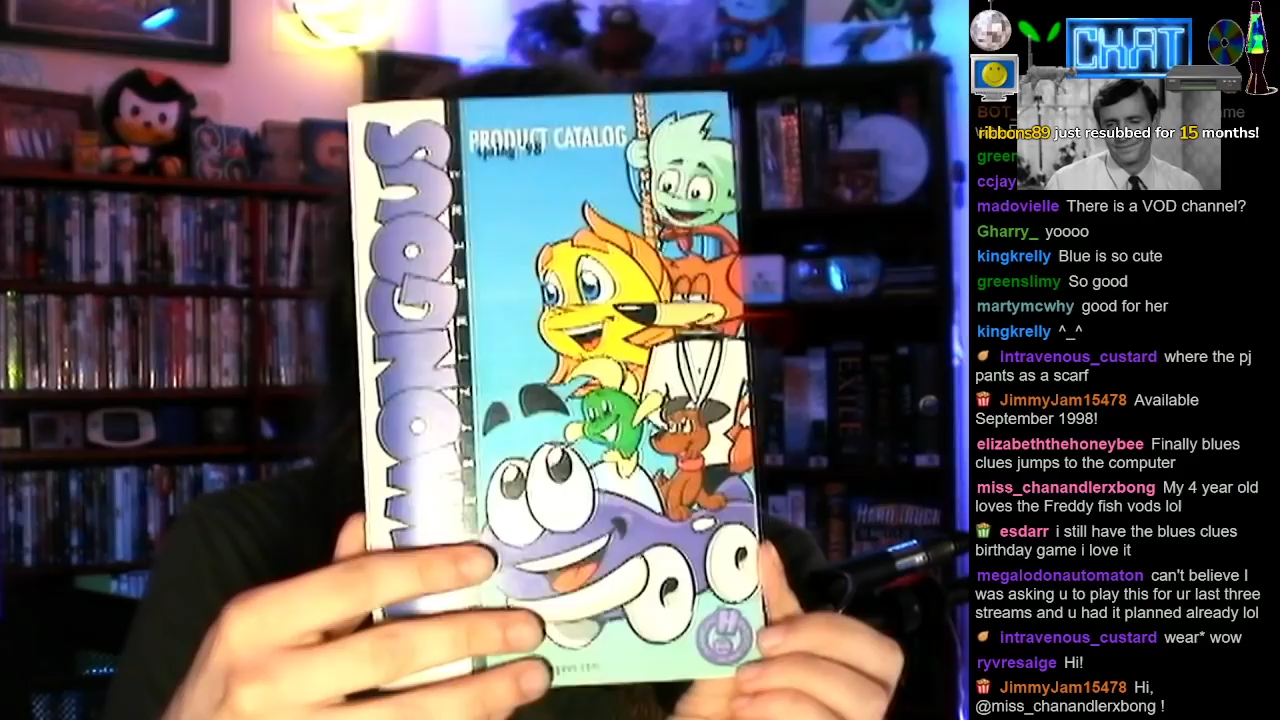 PRODUCT CATALOG
HUMONGOUS
CHAT
ribbons89 just resubbed for 15 months!
madovielle There is a VOD channel?
Gharry_ yoooo
kingkrelly Blue is so cute
greenslimy So good
martymcwhy good for her
kingkrelly ^_^
intravenous_custard where the pj
pants as a scarf
JimmyJam15478 Available
September 1998!
elizabeththehoneybee Finally blues
clues jumps to the computer
miss_chanandlerxbong My 4 year old
loves the Freddy fish vods lol
esdarr i still have the blues clues
birthday game i love it
megalodonautomaton can't believe I
was asking u to play this for ur last three
streams and u had it planned already lol
intravenous_custard wear* wow
ryvresaige Hi!
JimmyJam15478 Hi,
@miss_chanandlerxbong !